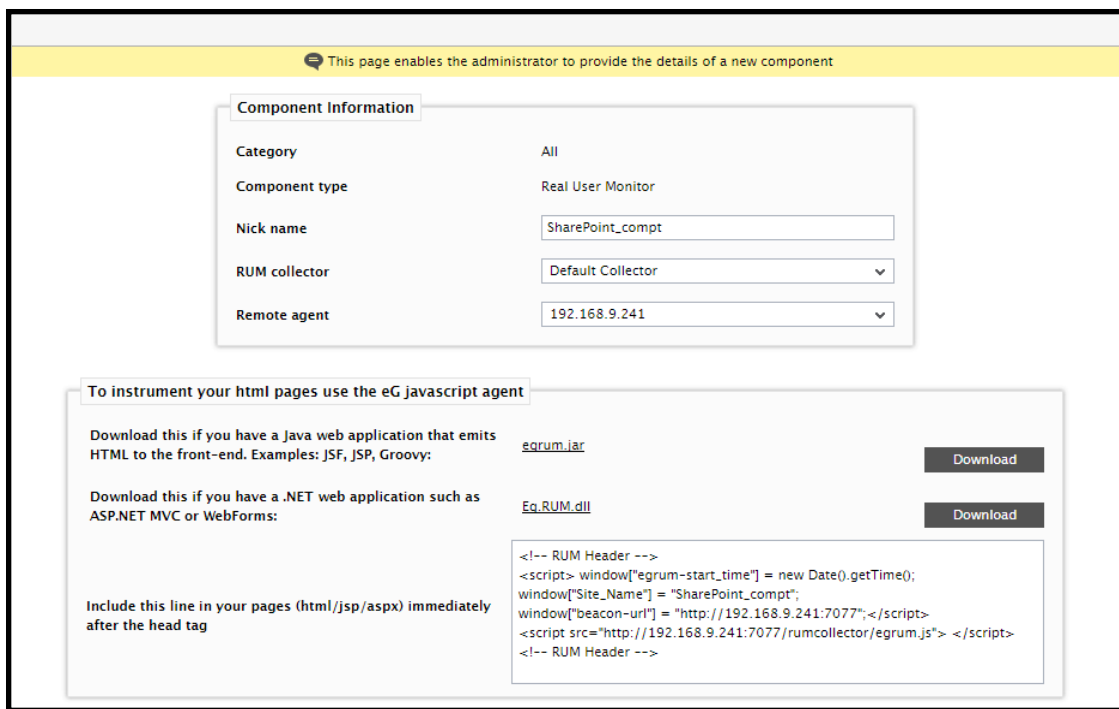 This page enables the administrator to provide the details of a new component
Component Information
Category All
Component type Real User Monitor
Nick name SharePoint_compt
RUM collector Default Collector
Remote agent 192.168.9.241
To instrument your html pages use the eG javascript agent
Download this if you have a Java web application that emits
HTML to the front-end. Examples: JSF, JSP, Groovy:
egrum.jar
Download
Download this if you have a .NET web application such as
ASP.NET MVC or WebForms:
Eg.RUM.dll
Download
Include this line in your pages (html/jsp/aspx) immediately
after the head tag
<!-- RUM Header -->
<script> window["egrum-start_time"] = new Date().getTime();
window["Site_Name"] = "SharePoint_compt";
window["beacon-url"] = "http://192.168.9.241:7077";</script>
<script src="http://192.168.9.241:7077/rumcollector/egrum.js"> </script>
<!-- RUM Header -->